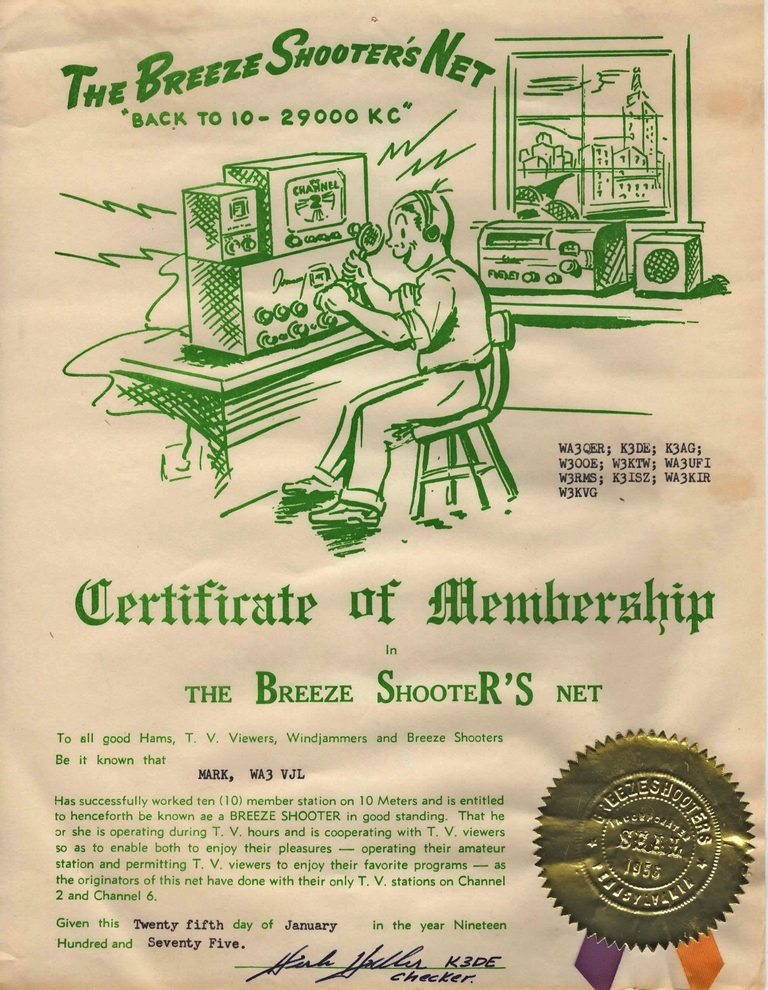 THE BREEZE SHOOTER'S NET
"BACK TO 10 - 29000 KC"
CHANNEL
2
WA3QER; K3DE; K3AG;
W3OOE; W3KTW; WA3UFI
W3RMS; K3ISZ; WA3KIR
W3KVG
Certificate of Membership
In
THE BREEZE SHOOTER'S NET
To all good Hams, T. V. Viewers, Windjammers and Breeze Shooters
Be it known that
MARK, WA3 VJL
Has successfully worked ten (10) member station on 10 Meters and is entitled
to henceforth be known ae a BREEZE SHOOTER in good standing. That he
or she is operating during T. V. hours and is cooperating with T. V. viewers
so as to enable both to enjoy their pleasures — operating their amateur
station and permitting T. V. viewers to enjoy their favorite programs — as
the originators of this net have done with their only T. V. stations on Channel
2 and Channel 6.
Given this Twenty fifth day of January in the year Nineteen
Hundred and Seventy Five.
K3DE
checker.
BREEZESHOOTERS
INCORPORATED
SEAL